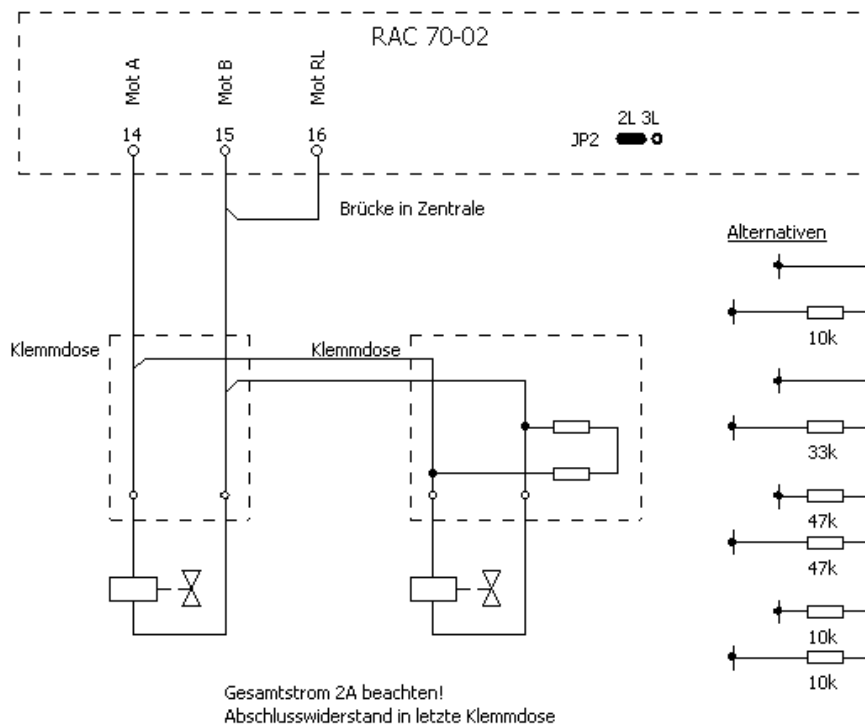 RAC 70-02
Mot A
Mot B
Mot RL
14
15
16
2L 3L
JP2
Brücke in Zentrale
Alternativen
10k
Klemmdose
Klemmdose
33k
47k
47k
10k
10k
Gesamtstrom 2A beachten!
Abschlusswiderstand in letzte Klemmdose